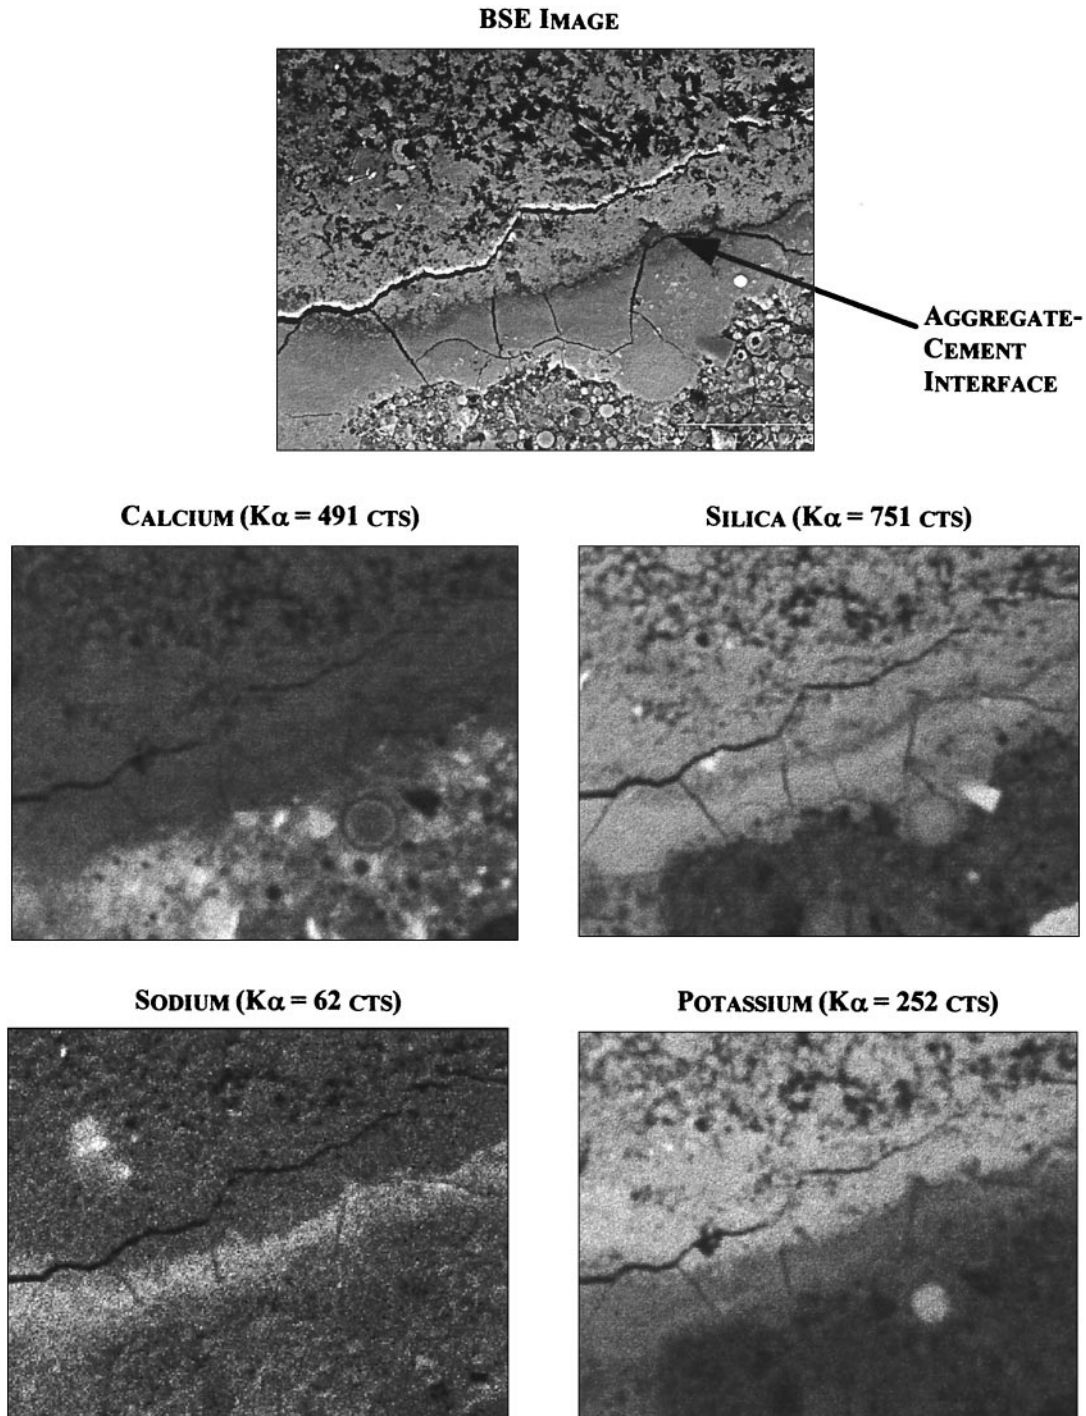 BSE IMAGE
AGGREGATE-
CEMENT
INTERFACE
CALCIUM (Kα = 491 CTS)
SILICA (Kα = 751 CTS)
SODIUM (Kα = 62 CTS)
POTASSIUM (Kα = 252 CTS)